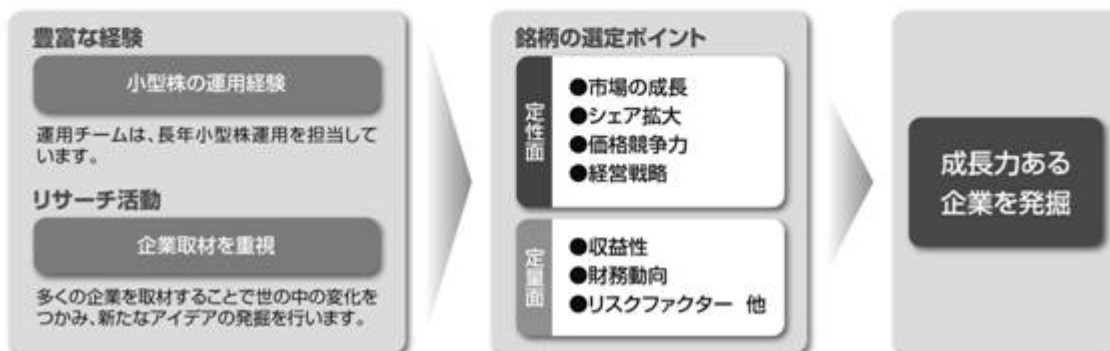 豊富な経験
小型株の運用経験
運用チームは、長年小型株運用を担当して
います。
リサーチ活動
企業取材を重視
多くの企業を取材することで世の中の変化を
つかみ、新たなアイデアの発掘を行います。
銘柄の選定ポイント
定性面
●市場の成長
●シェア拡大
●価格競争力
●経営戦略
定量面
●収益性
●財務動向
●リスクファクター 他
成長力ある
企業を発掘